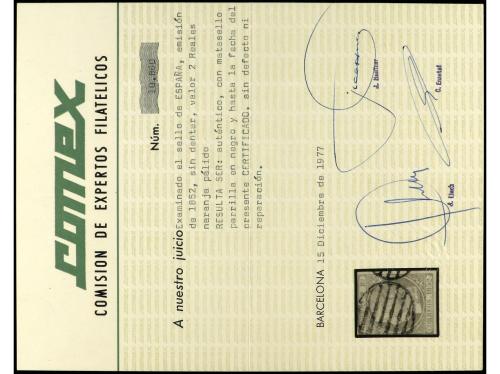 comex
COMISION DE EXPERTOS FILATELICOS
Núm. 10.860
A nuestro juicio Examinado el sello de ESPAÑA, emisión
de 1852, sin dentar, valor 2 Reales
naranja pálido
RESULTA SER: auténtico, con matasello
parrilla en negro y hasta la fecha del
presente CERTIFICADO, sin defecto ni
reparación.
BARCELONA 15 Diciembre de 1977